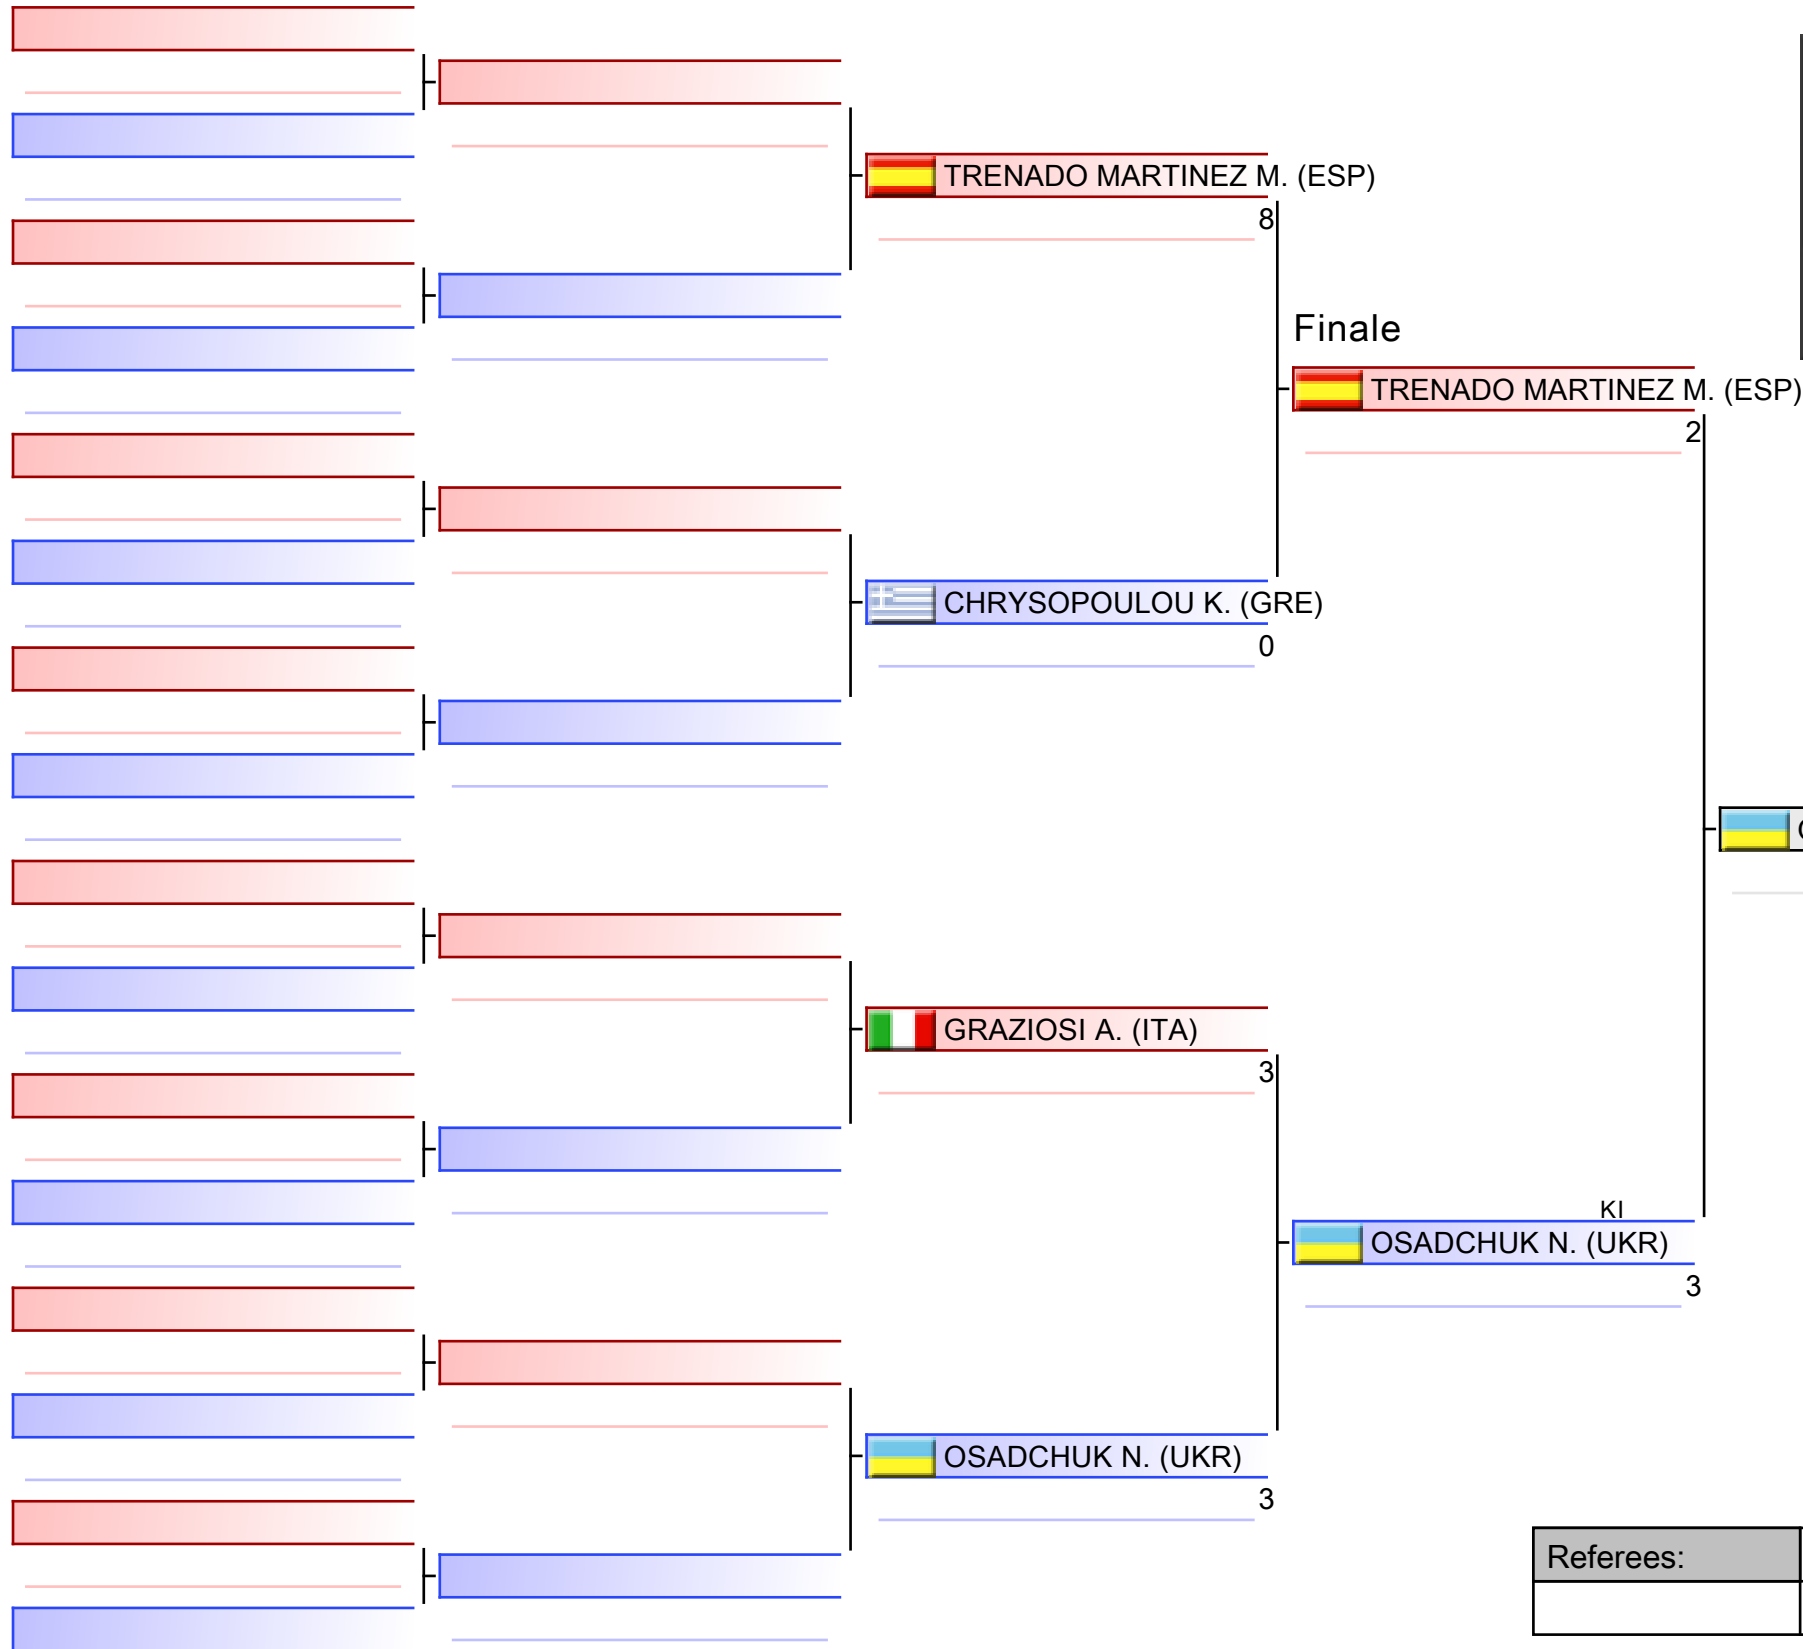 TRENADO MARTINEZ M. (ESP)
8
Finale
TRENADO MARTINEZ M. (ESP)
2
CHRYSOPOULOU K. (GRE)
0
GRAZIOSI A. (ITA)
3
KI
OSADCHUK N. (UKR)
3
OSADCHUK N. (UKR)
3
Referees: